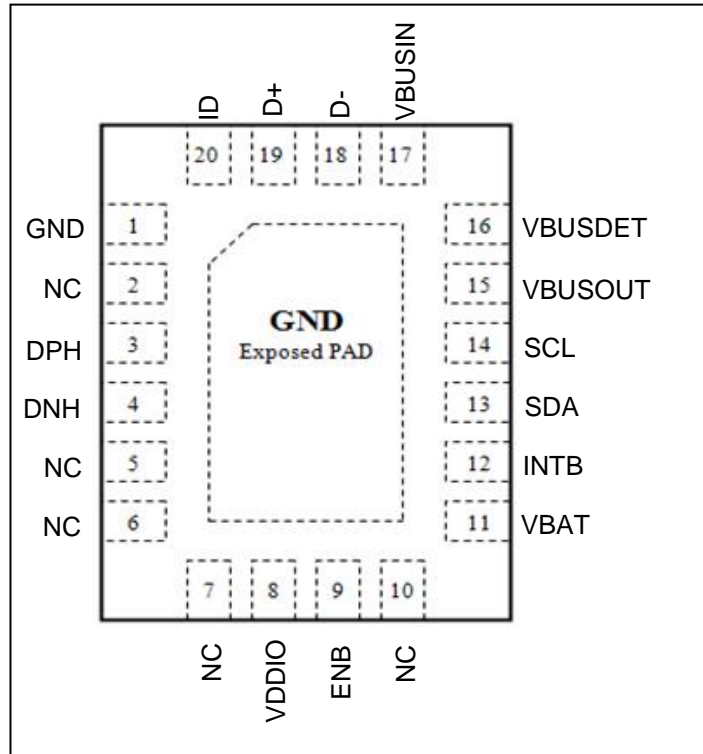 ID D+ D- VBUSIN
20 19 18 17
GND 1 16 VBUSDET
NC 2 15 VBUSOUT
GND
DPH 3 14 SCL
Exposed PAD
DNH 4 13 SDA
NC 5 12 INTB
NC 6 11 VBAT
7 8 9 10
NC VDDIO ENB NC